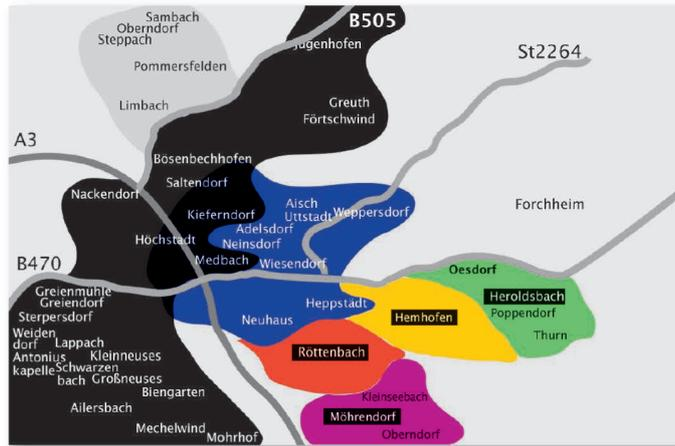 Sambach
Oberndorf
Steppach
Pommersfelden
Limbach
B505
Jugenhofen
St2264
Greuth
Förtschwind
A3
Bösenbechhofen
Saltendorf
Nackendorf
Kieferndorf
Aisch
Uttstadt
Weppersdorf
Forchheim
Adelsdorf
Neinsdorf
Höchstadt
Medbach
Wiesendorf
B470
Oesdorf
Greienmühle
Greiendorf
Heppstädt
Heroldsbach
Poppendorf
Sterpersdorf
Neuhaus
Hemhofen
Thurn
Weiden
dorf
Lappach
Antonius
kapelle
Kleinneuses
Schwarzen
bach
Großneuses
Röttenbach
Biengarten
Kleinseebach
Ailersbach
Möhrendorf
Mechelwind
Mohrhof
Oberndorf